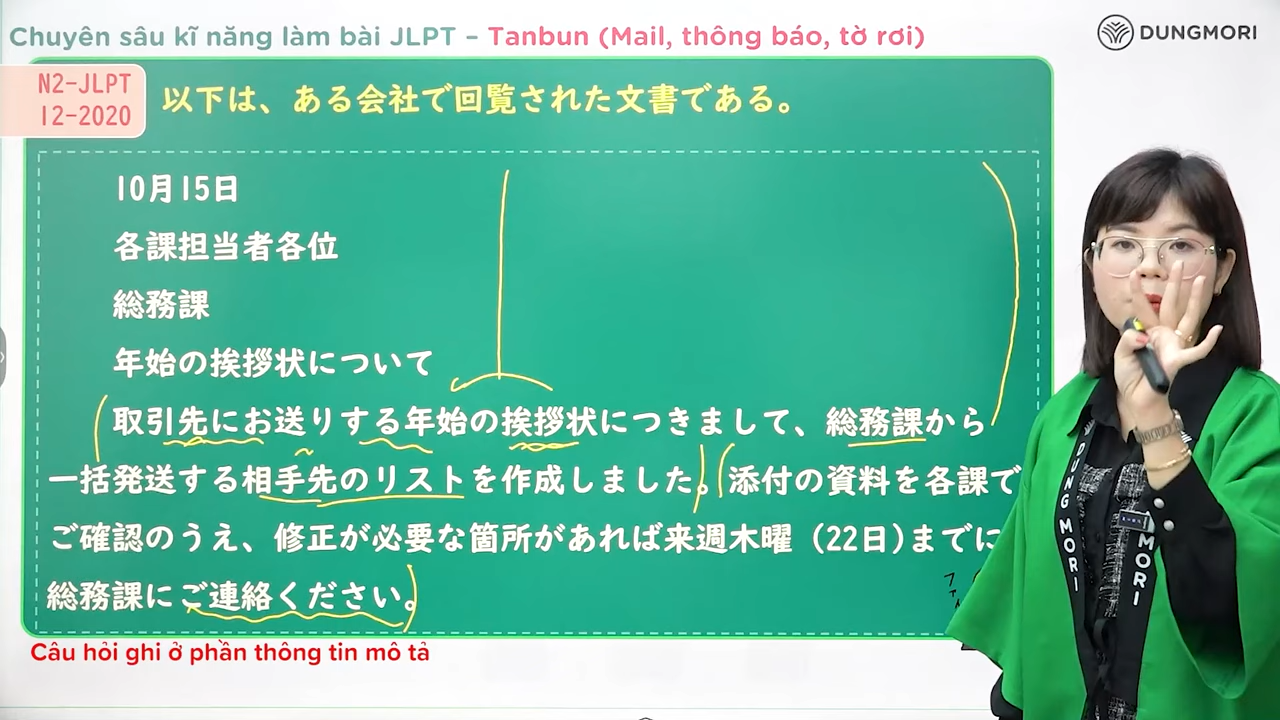 Chuyên sâu kĩ năng làm bài JLPT – Tanbun (Mail, thông báo, tờ rơi)
DUNGMORI
N2-JLPT
12-2020
以下は、ある会社で回覧された文書である。
10月15日
各課担当者各位
総務課
年始の挨拶状について
取引先にお送りする年始の挨拶状につきまして、総務課から
一括発送する相手先のリストを作成しました。添付の資料を各課で
ご確認のうえ、修正が必要な箇所があれば来週木曜（22日)までに
総務課にご連絡ください。
Câu hỏi ghi ở phần thông tin mô tả
DUNG MORI
MORI